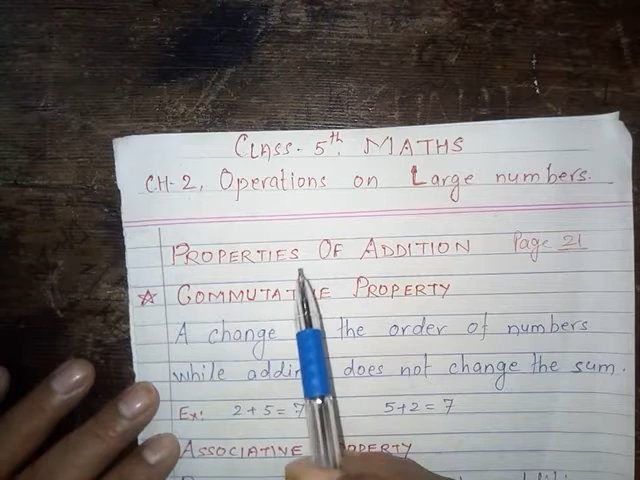 CLASS - 5th. MATHS
CH-2, Operations on Large numbers.
PROPERTIES OF ADDITION Page 21
☆ COMMUTATIVE PROPERTY
A change the order of numbers
while adding does not change the sum.
Ex: 2+5=7 5+2=7
ASSOCIATIVE PROPERTY